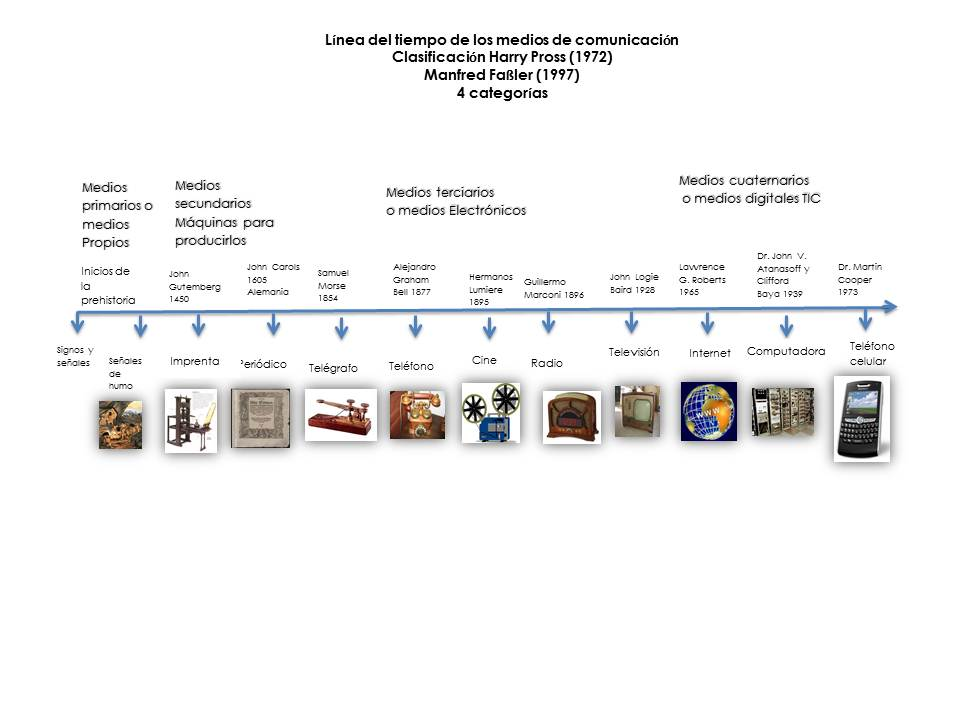 Línea del tiempo de los medios de comunicación
Clasificación Harry Pross (1972)
Manfred Faßler (1997)
4 categorías
Medios
primarios o
medios
Propios
Medios
secundarios
Máquinas para
producirlos
Medios terciarios
o medios Electrónicos
Medios cuaternarios
o medios digitales TIC
Inicios de
la
prehistoria
John
Gutemberg
1450
John Carols
1605
Alemania
Samuel
Morse
1854
Alejandro
Graham
Bell 1877
Hermanos
Lumiere
1895
Guillermo
Marconi 1896
John Logie
Baird 1928
Lawrence
G. Roberts
1965
Dr. John V.
Atanasoff y
Clifford
Baya 1939
Dr. Martin
Cooper
1973
Signos y
señales
Señales
de
humo
Imprenta
Periódico
Telégrafo
Teléfono
Cine
Radio
Televisión
Internet
Computadora
Teléfono
celular
WWW